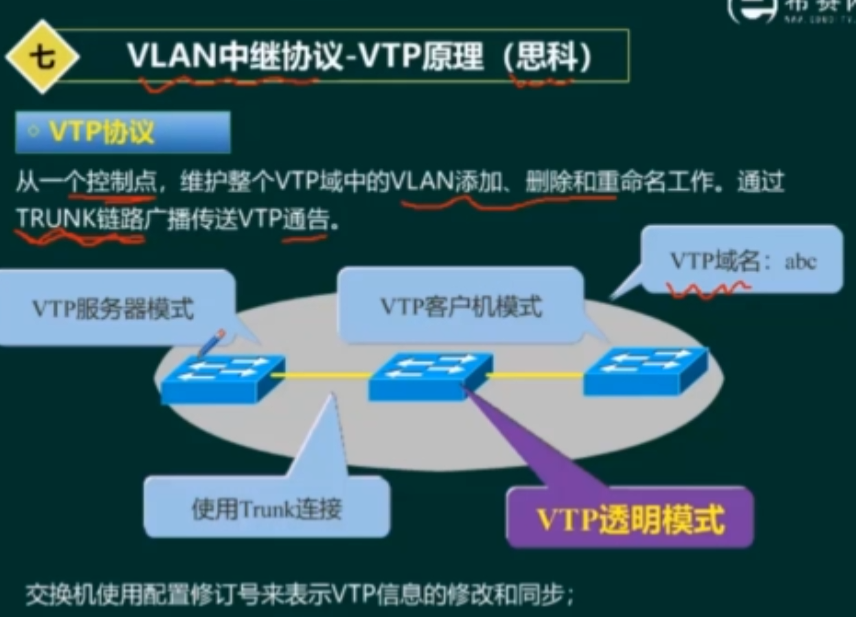 七
VLAN中继协议-VTP原理（思科）
VTP协议
从一个控制点，维护整个VTP域中的VLAN添加、删除和重命名工作。通过
TRUNK链路广播传送VTP通告。
VTP域名：abc
VTP服务器模式
VTP客户机模式
使用Trunk连接
VTP透明模式
交换机使用配置修订号来表示VTP信息的修改和同步；